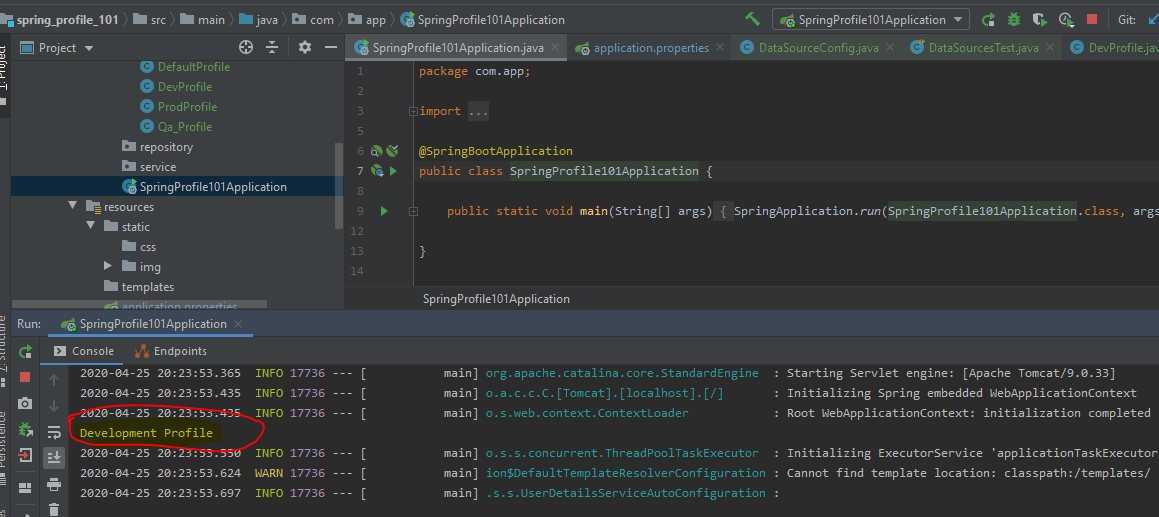 spring_profile_101 src main java com app SpringProfile101Application SpringProfile101Application Git:
1: Project
Project
SpringProfile101Application.java application.properties DataSourceConfig.java DataSourcesTest.java DevProfile.jav
DefaultProfile
DevProfile
ProdProfile
Qa_Profile
repository
service
SpringProfile101Application
resources
static
css
img
templates
application.properties
1 package com.app;
2
3 import ...
5
6 @SpringBootApplication
7 public class SpringProfile101Application {
8
9 public static void main(String[] args) { SpringApplication.run(SpringProfile101Application.class, args
12
13 }
14
SpringProfile101Application
Run: SpringProfile101Application
Console Endpoints
7: Structure
Persistence
2020-04-25 20:23:53.365 INFO 17736 --- [ main] org.apache.catalina.core.StandardEngine : Starting Servlet engine: [Apache Tomcat/9.0.33]
2020-04-25 20:23:53.435 INFO 17736 --- [ main] o.a.c.c.C.[Tomcat].[localhost].[/] : Initializing Spring embedded WebApplicationContext
2020-04-25 20:23:53.435 INFO 17736 --- [ main] o.s.web.context.ContextLoader : Root WebApplicationContext: initialization completed
Development Profile
2020-04-25 20:23:53.550 INFO 17736 --- [ main] o.s.s.concurrent.ThreadPoolTaskExecutor : Initializing ExecutorService 'applicationTaskExecutor
2020-04-25 20:23:53.624 WARN 17736 --- [ main] ion$DefaultTemplateResolverConfiguration : Cannot find template location: classpath:/templates/
2020-04-25 20:23:53.697 INFO 17736 --- [ main] .s.s.UserDetailsServiceAutoConfiguration :